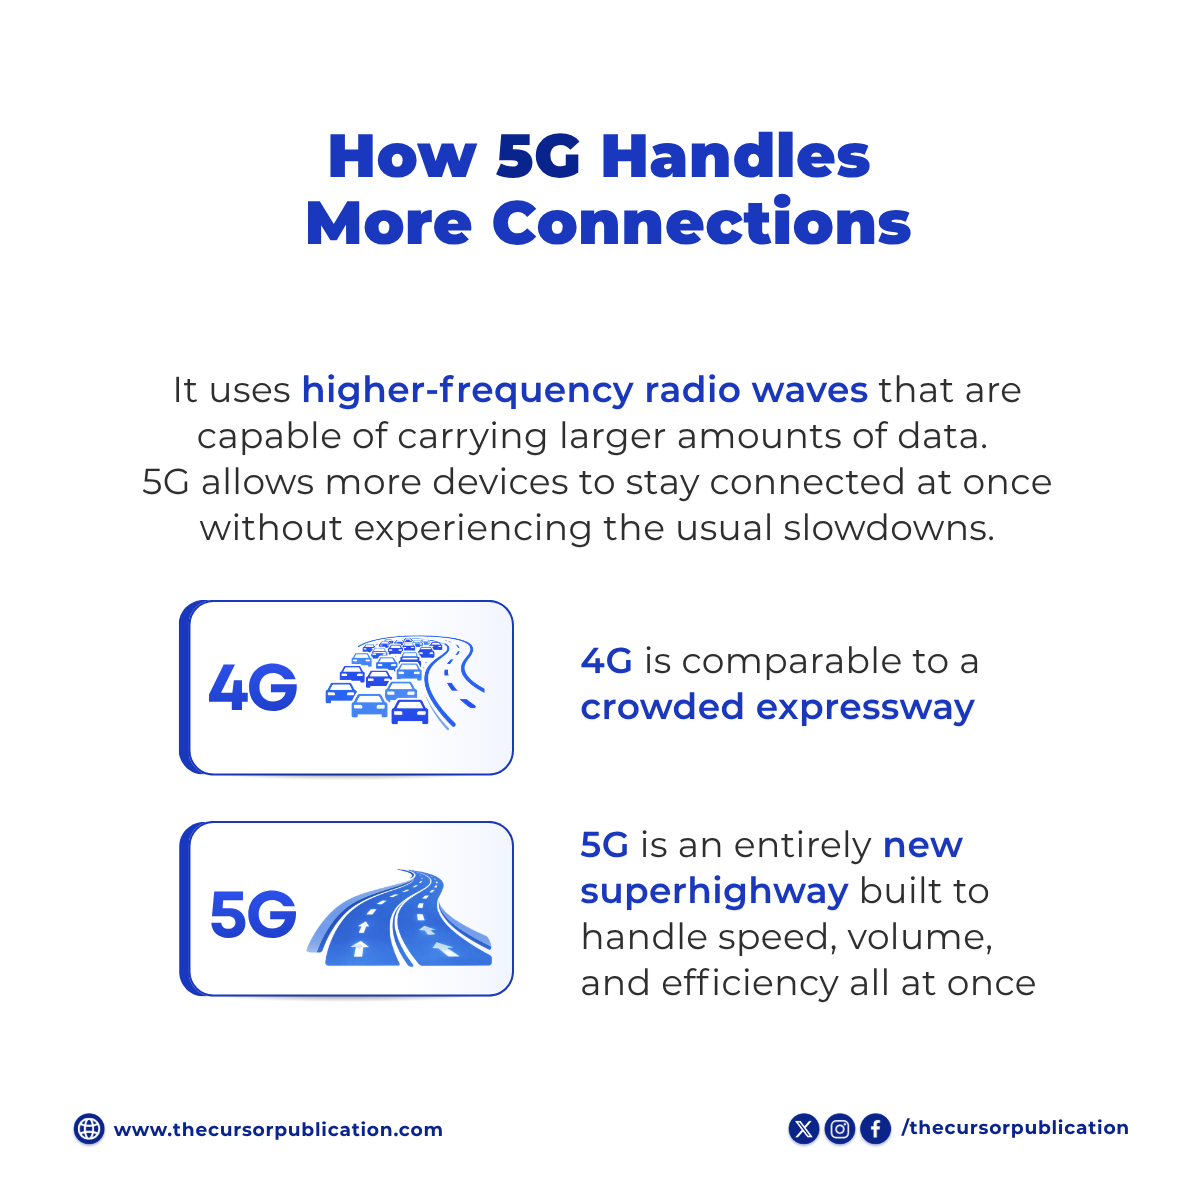 How 5G Handles
More Connections
It uses higher-frequency radio waves that are
capable of carrying larger amounts of data.
5G allows more devices to stay connected at once
without experiencing the usual slowdowns.
4G
4G is comparable to a
crowded expressway
5G
5G is an entirely new
superhighway built to
handle speed, volume,
and efficiency all at once
www.thecursorpublication.com
/thecursorpublication